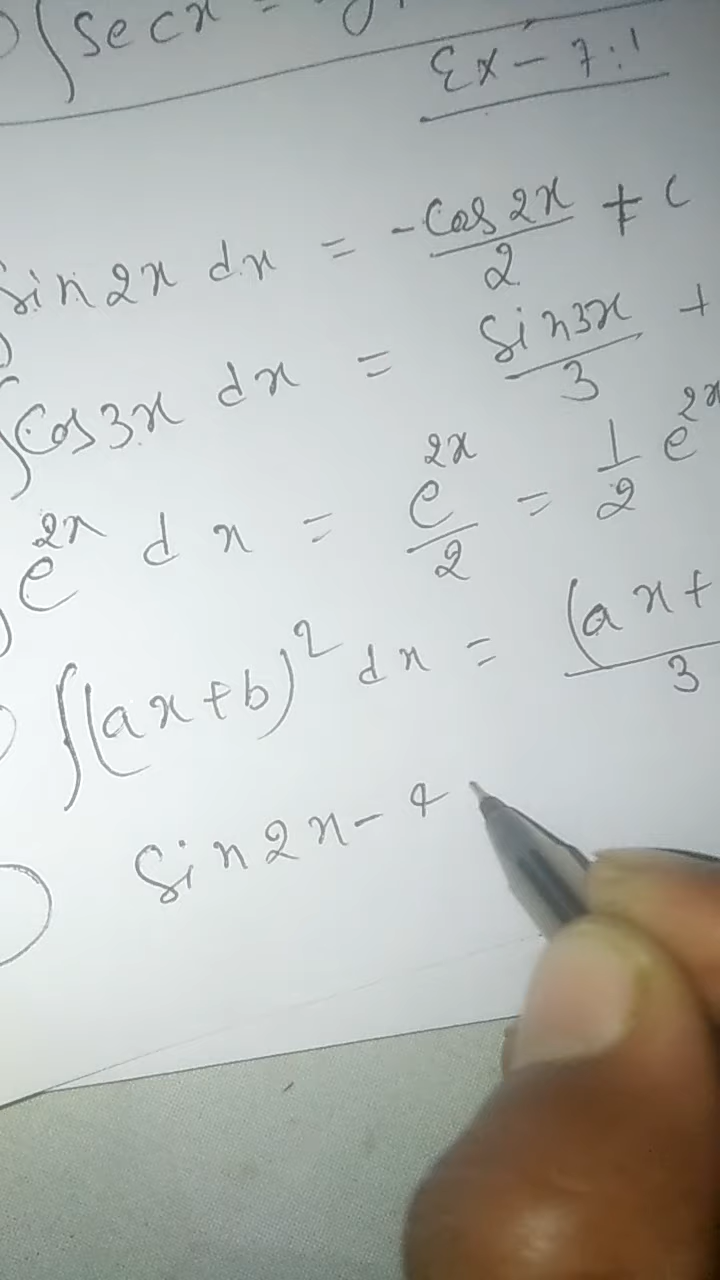 ∫secx =
Ex - 7.1
sin2x dx = -cos2x/2 + c
∫cos3x dx = sin3x/3 +
e^2x dx = e^2x/2 = 1/2 e^2x
∫(ax+b)^2 dx = (ax+/3
Sin2x - 4